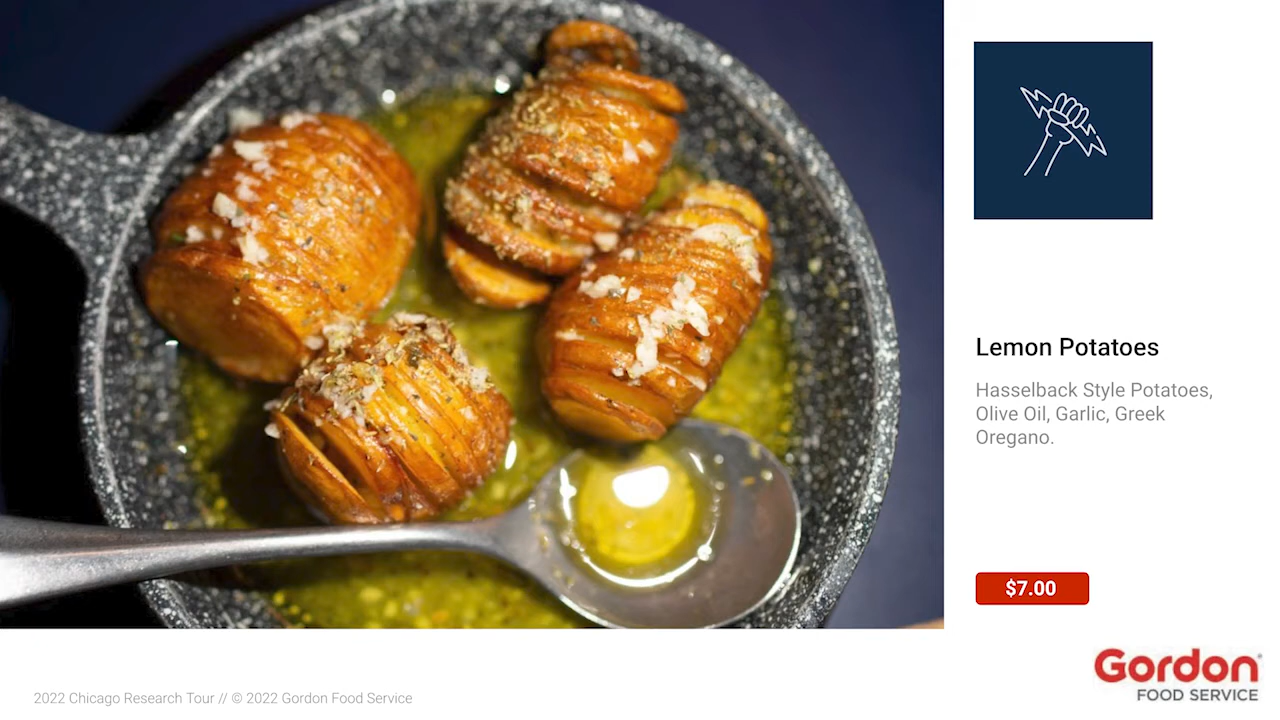 Lemon Potatoes
Hasselback Style Potatoes,
Olive Oil, Garlic, Greek
Oregano.
$7.00
Gordon
FOOD SERVICE
2022 Chicago Research Tour // © 2022 Gordon Food Service